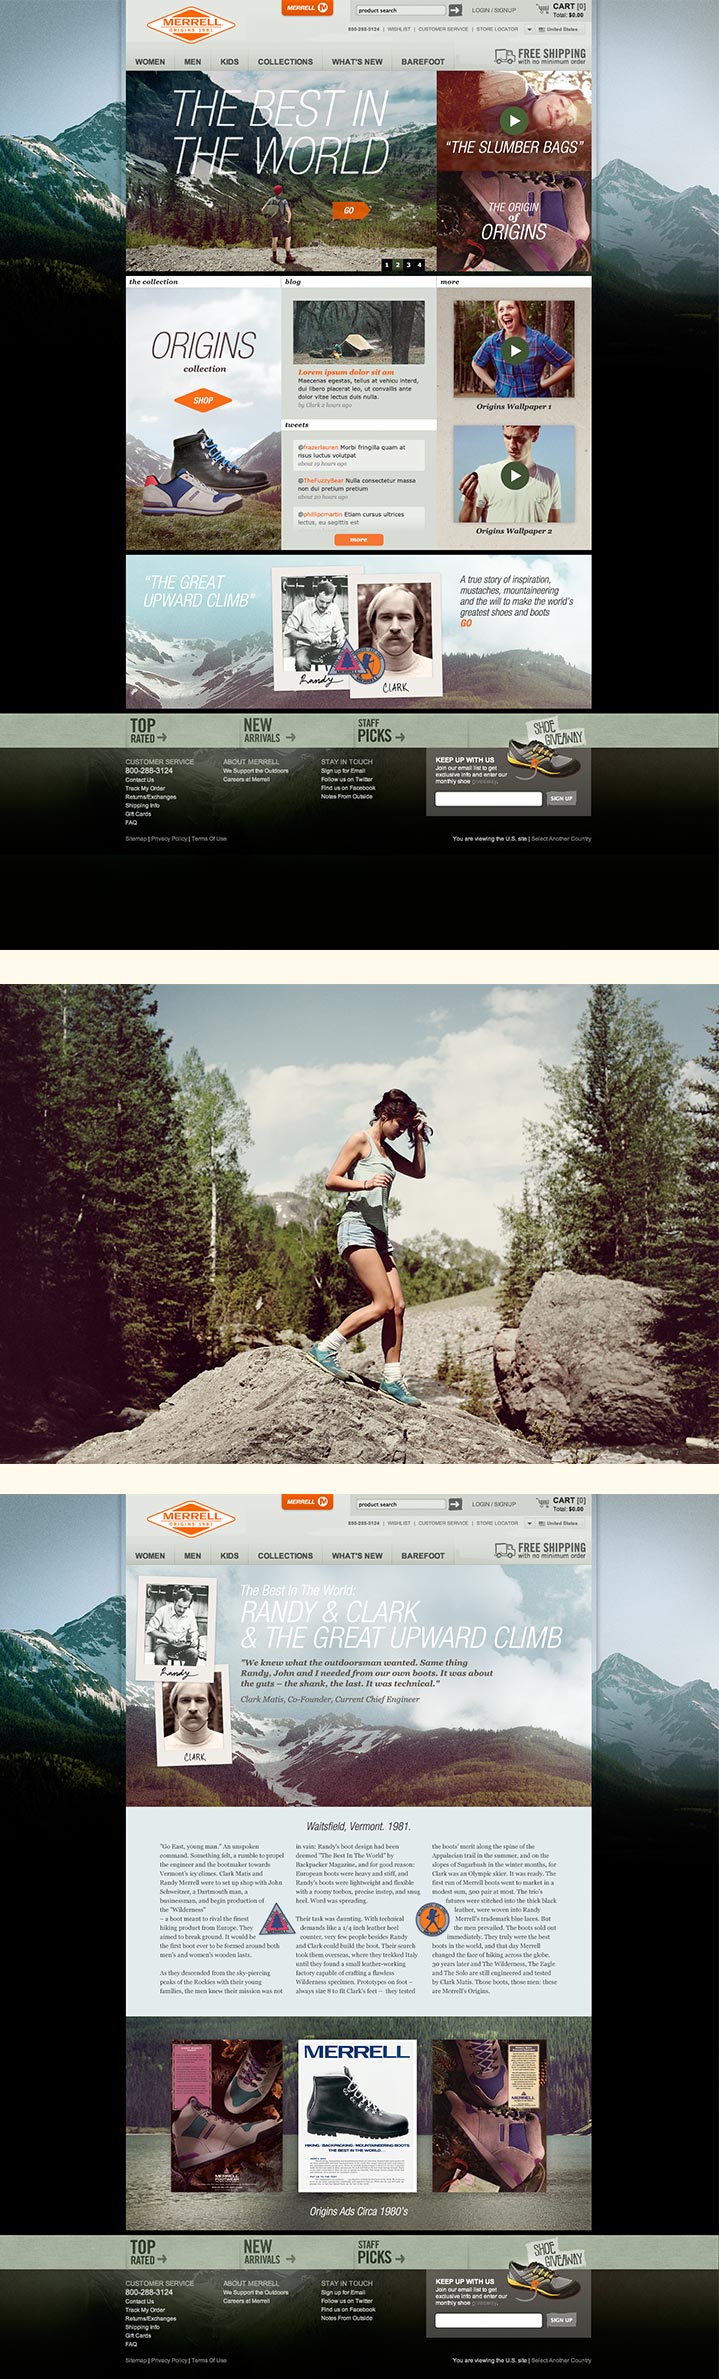 MERRELL
ORIGINS 1981
MERRELL M
product search
LOGIN / SIGNUP
CART [0]
Total: $0.00
800-288-3124 | WISHLIST | CUSTOMER SERVICE | STORE LOCATOR
United States
FREE SHIPPING
with no minimum order
WOMEN
MEN
KIDS
COLLECTIONS
WHAT'S NEW
BAREFOOT
THE BEST IN
THE WORLD
GO
1 2 3 4
“THE SLUMBER BAGS”
THE ORIGIN
of
ORIGINS
the collection
ORIGINS
collection
SHOP
blog
Lorem ipsum dolor sit am
Maecenas egestas, tellus at vehicu interd,
dui libero placerat leo, ut convallis ante
dolor vitae lectus duis nulla.
by Clark 2 hours ago
tweets
@frazerlauren Morbi fringilla quam at
risus luctus volutpat
about 19 hours ago
@TheFuzzyBear Nulla consectetur massa
non dui pretium pretium
about 20 hours ago
@phillipcmartin Etiam cursus ultrices
lectus, eu sagittis est
more
more
Origins Wallpaper 1
Origins Wallpaper 2
“THE GREAT
UPWARD CLIMB”
Randy
CLARK
A true story of inspiration,
mustaches, mountaineering
and the will to make the world's
greatest shoes and boots
GO
TOP
RATED
NEW
ARRIVALS
STAFF
PICKS
SHOE
GIVEAWAY
CUSTOMER SERVICE
800-288-3124
Contact Us
Track My Order
Returns/Exchanges
Shipping Info
Gift Cards
FAQ
ABOUT MERRELL
We Support the Outdoors
Careers at Merrell
STAY IN TOUCH
Sign up for Email
Follow us on Twitter
Find us on Facebook
Notes From Outside
KEEP UP WITH US
Join our email list to get
exclusive info and enter our
monthly shoe giveaway.
SIGN UP
Sitemap | Privacy Policy | Terms Of Use
You are viewing the U.S. site | Select Another Country
MERRELL
ORIGINS 1981
MERRELL M
product search
LOGIN / SIGNUP
CART [0]
Total: $0.00
800-288-3124 | WISHLIST | CUSTOMER SERVICE | STORE LOCATOR
United States
FREE SHIPPING
with no minimum order
WOMEN
MEN
KIDS
COLLECTIONS
WHAT'S NEW
BAREFOOT
Randy
CLARK
The Best In The World:
RANDY & CLARK
& THE GREAT UPWARD CLIMB
"We knew what the outdoorsman wanted. Same thing
Randy, John and I needed from our own boots. It was about
the guts – the shank, the last. It was technical."
Clark Matis, Co-Founder, Current Chief Engineer
Waitsfield, Vermont. 1981.
"Go East, young man." An unspoken
command. Something felt, a rumble to propel
the engineer and the bootmaker towards
Vermont's icy climes. Clark Matis and
Randy Merrell were to set up shop with John
Schweitzer, a Dartmouth man, a
businessman, and begin production of
the "Wilderness"
– a boot meant to rival the finest
hiking product from Europe. They
aimed to break ground. It would be
the first boot ever to be formed around both
men's and women's wooden lasts.
As they descended from the sky-piercing
peaks of the Rockies with their young
families, the men knew their mission was not
in vain: Randy's boot design had been
deemed "The Best In The World" by
Backpacker Magazine, and for good reason:
European boots were heavy and stiff, and
Randy's boots were lightweight and flexible
with a roomy toebox, precise instep, and snug
heel. Word was spreading.
Their task was daunting. With technical
demands like a 1/4 inch leather heel
counter, very few people besides Randy
and Clark could build the boot. Their search
took them overseas, where they trekked Italy
until they found a small leather-working
factory capable of crafting a flawless
Wilderness specimen. Prototypes on foot –
always size 8 to fit Clark's feet – they tested
the boots' merit along the spine of the
Appalacian trail in the summer, and on the
slopes of Sugarbush in the winter months, for
Clark was an Olympic skier. It was ready. The
first run of Merrell boots went to market in a
modest sum, 500 pair at most. The trio's
futures were stitched into the thick black
leather, were woven into Randy
Merrell's trademark blue laces. But
the men prevailed. The boots sold out
immediately. They truly were the best
boots in the world, and that day Merrell
changed the face of hiking across the globe.
30 years later and The Wilderness, The Eagle
and The Solo are still engineered and tested
by Clark Matis. Those boots, those men: these
are Merrell's Origins.
MERRELL
FOOTWEAR
MERRELL
HIKING · BACKPACKING · MOUNTAINEERING BOOTS
THE BEST IN THE WORLD . . .
MERRELL
Origins Ads Circa 1980's
TOP
RATED
NEW
ARRIVALS
STAFF
PICKS
SHOE
GIVEAWAY
CUSTOMER SERVICE
800-288-3124
Contact Us
Track My Order
Returns/Exchanges
Shipping Info
Gift Cards
FAQ
ABOUT MERRELL
We Support the Outdoors
Careers at Merrell
STAY IN TOUCH
Sign up for Email
Follow us on Twitter
Find us on Facebook
Notes From Outside
KEEP UP WITH US
Join our email list to get
exclusive info and enter our
monthly shoe giveaway.
SIGN UP
Sitemap | Privacy Policy | Terms Of Use
You are viewing the U.S. site | Select Another Country